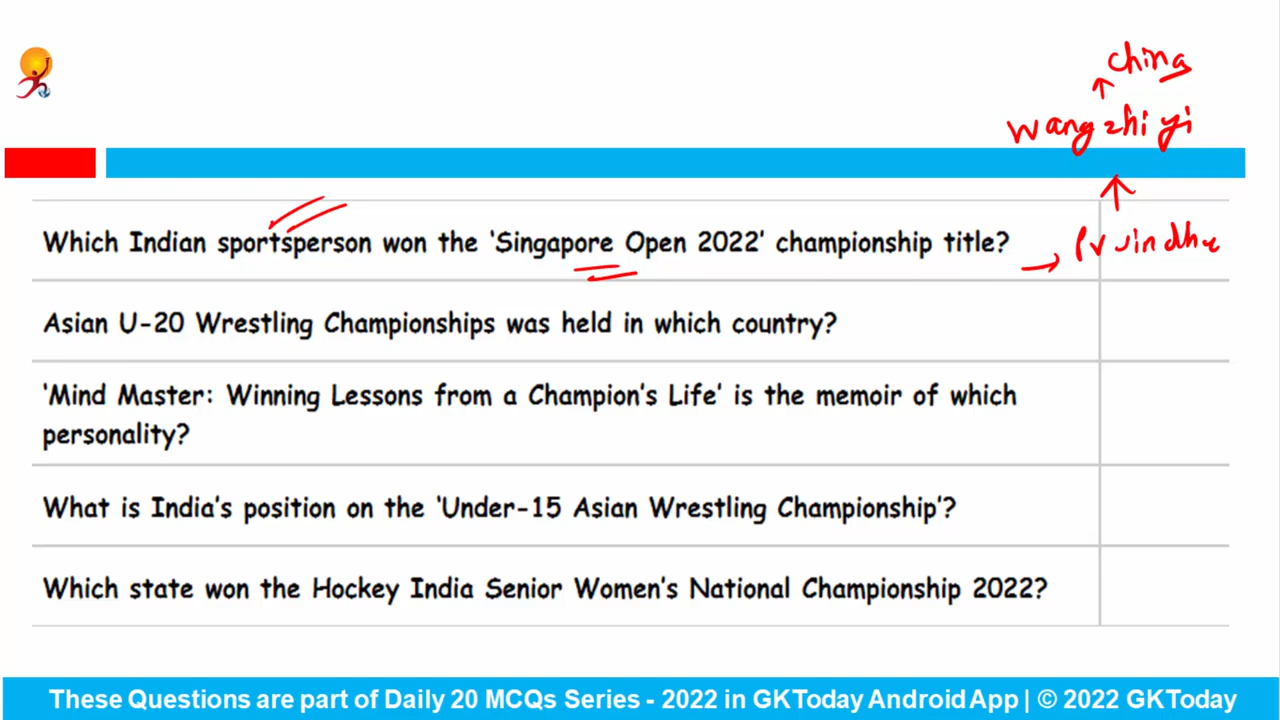 china
wang zhi yi
Which Indian sportsperson won the ‘Singapore Open 2022’ championship title?
Pv sindhu
Asian U-20 Wrestling Championships was held in which country?
‘Mind Master: Winning Lessons from a Champion’s Life’ is the memoir of which
personality?
What is India’s position on the ‘Under-15 Asian Wrestling Championship’?
Which state won the Hockey India Senior Women’s National Championship 2022?
These Questions are part of Daily 20 MCQs Series - 2022 in GKToday Android App | © 2022 GKToday